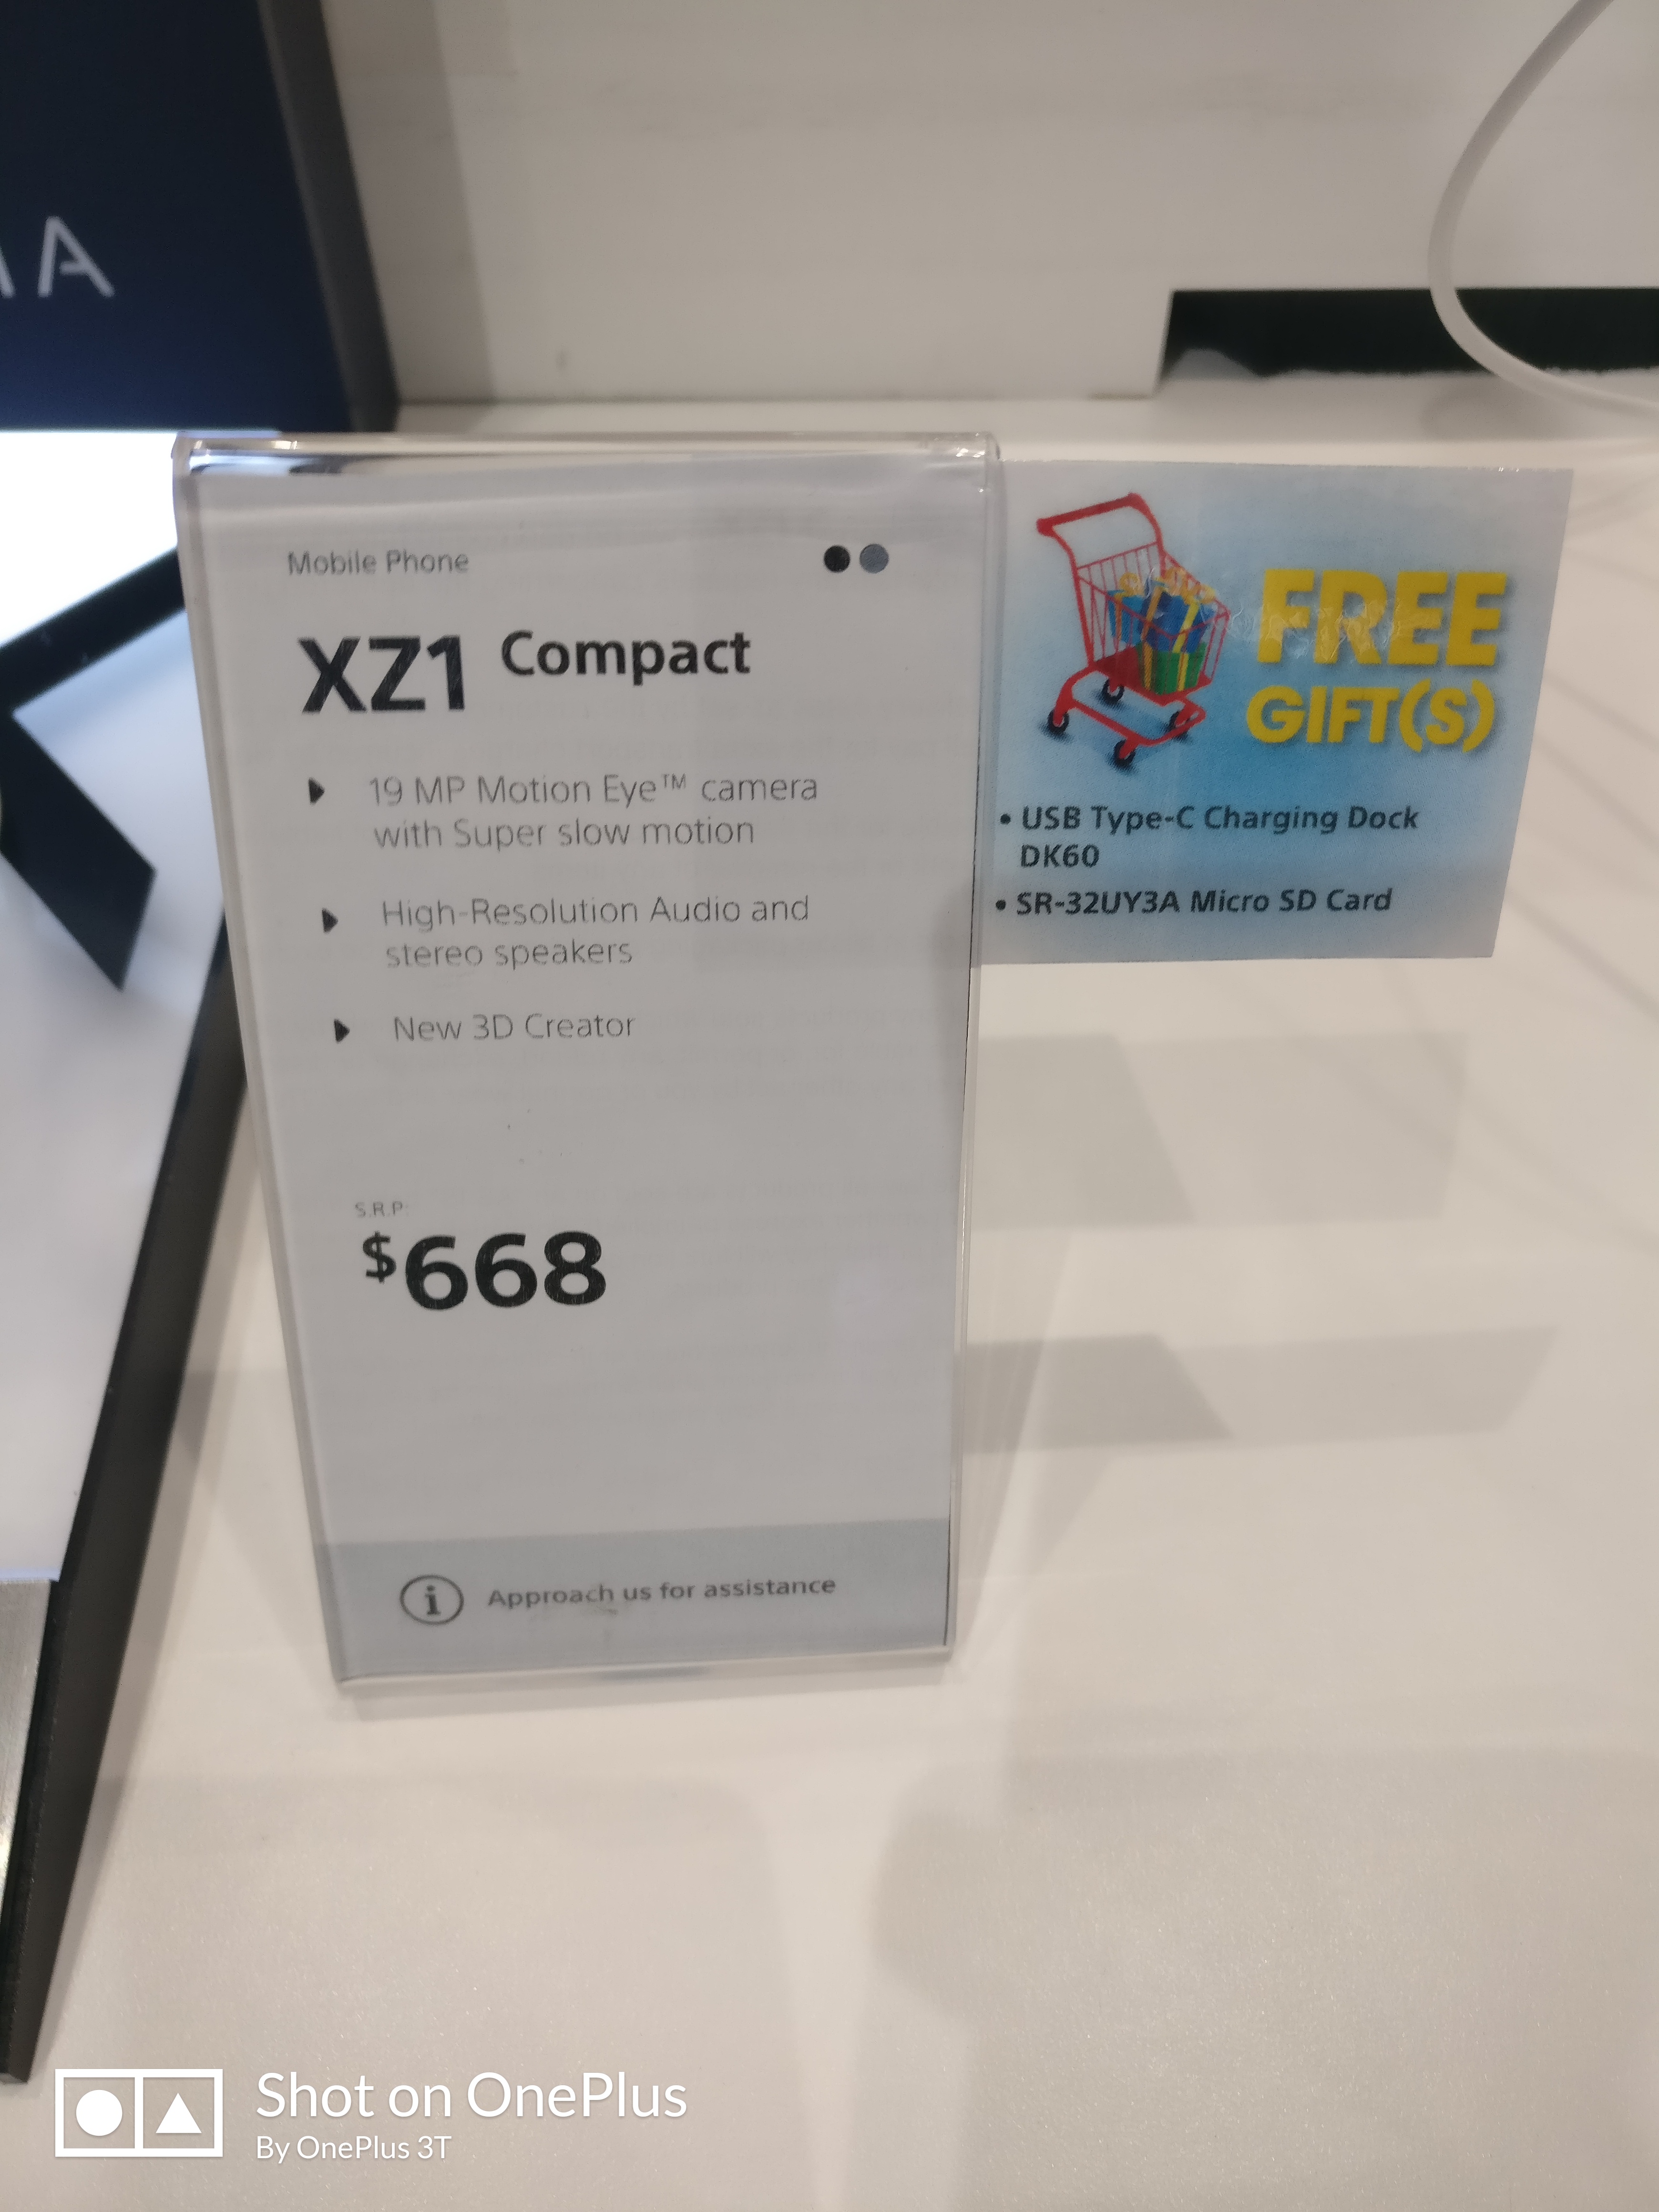 IA
Mobile Phone
XZ1 Compact
19 MP Motion Eye™ camera
with Super slow motion
High-Resolution Audio and
stereo speakers
New 3D Creator
S.R.P.
$668
Approach us for assistance
FREE
GIFT(S)
• USB Type-C Charging Dock
DK60
• SR-32UY3A Micro SD Card
Shot on OnePlus
By OnePlus 3T